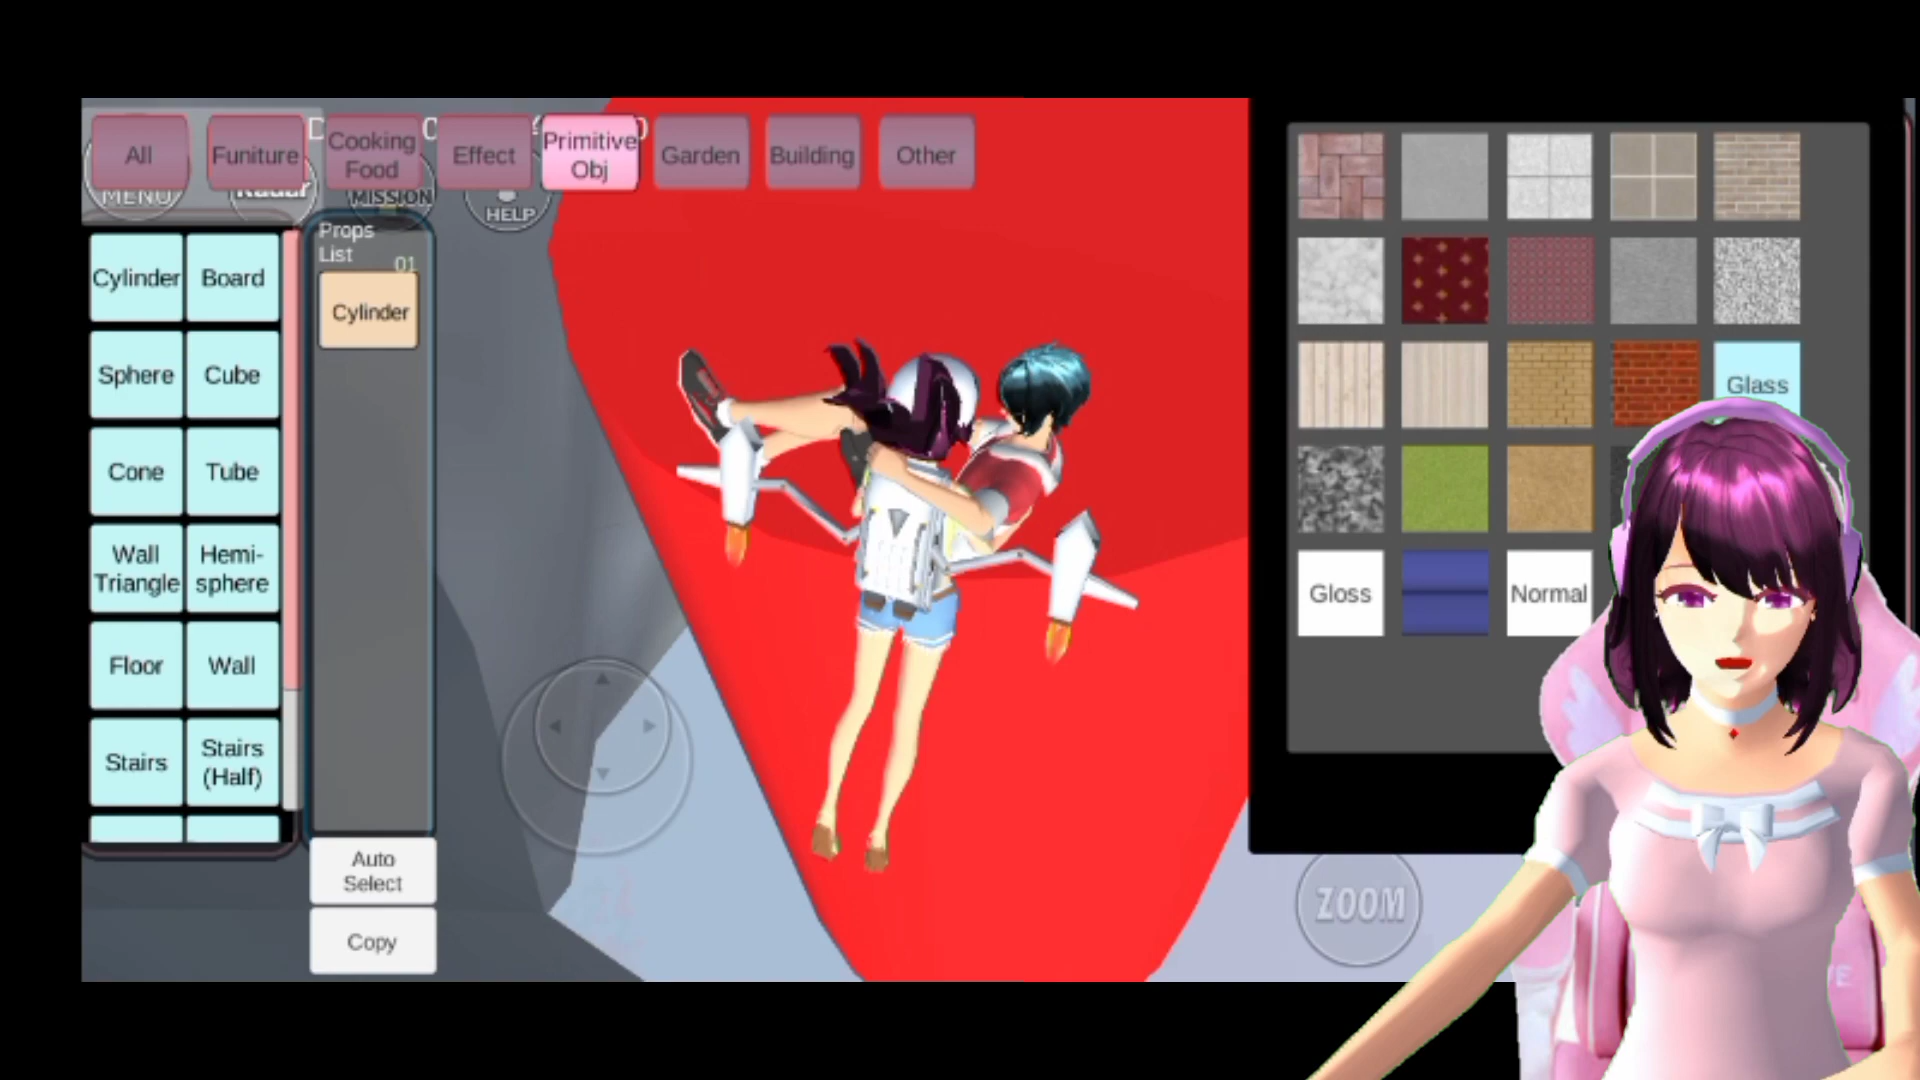 All
Funiture
Cooking
Food
Effect
Primitive
Obj
Garden
Building
Other
MENU
Radar
MISSION
HELP
Cylinder
Board
Sphere
Cube
Cone
Tube
Wall
Triangle
Hemi-
sphere
Floor
Wall
Stairs
Stairs
(Half)
Props
List
01
Cylinder
Auto
Select
Copy
Glass
Gloss
Normal
ZOOM